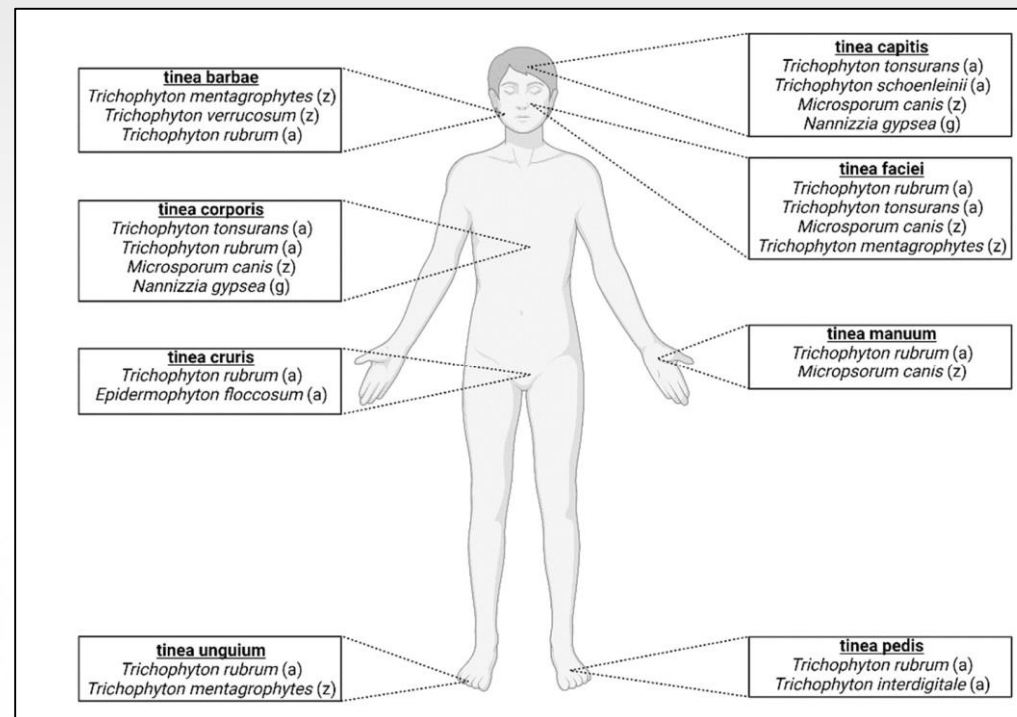 tinea barbae
Trichophyton mentagrophytes (z)
Trichophyton verrucosum (z)
Trichophyton rubrum (a)
tinea corporis
Trichophyton tonsurans (a)
Trichophyton rubrum (a)
Microsporum canis (z)
Nannizzia gypsea (g)
tinea cruris
Trichophyton rubrum (a)
Epidermophyton floccosum (a)
tinea unguium
Trichophyton rubrum (a)
Trichophyton mentagrophytes (z)
tinea capitis
Trichophyton tonsurans (a)
Trichophyton schoenleinii (a)
Microsporum canis (z)
Nannizzia gypsea (g)
tinea faciei
Trichophyton rubrum (a)
Trichophyton tonsurans (a)
Microsporum canis (z)
Trichophyton mentagrophytes (z)
tinea manuum
Trichophyton rubrum (a)
Micropsorum canis (z)
tinea pedis
Trichophyton rubrum (a)
Trichophyton interdigitale (a)